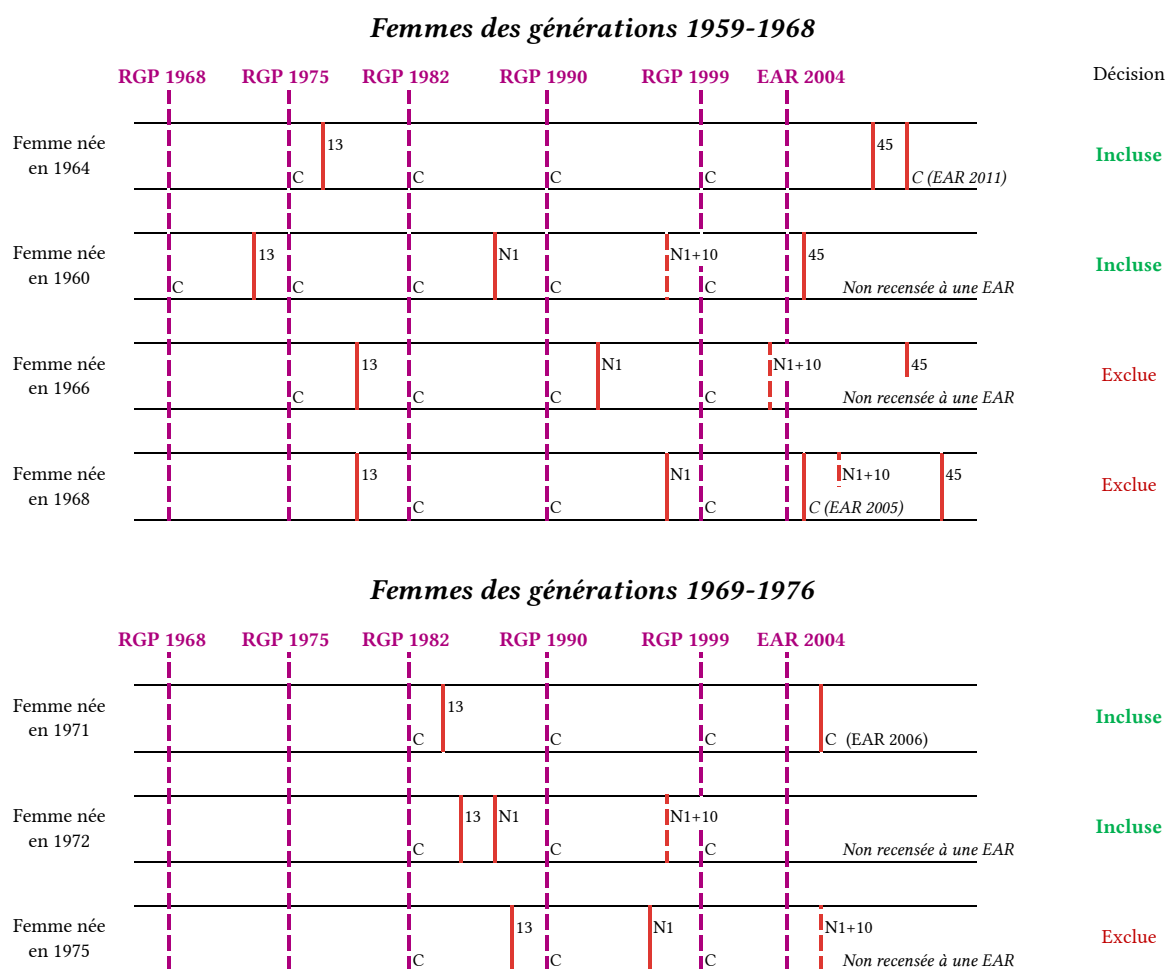 Femmes des générations 1959-1968
RGP 1968 RGP 1975 RGP 1982 RGP 1990 RGP 1999 EAR 2004 Décision
Femme née
en 1964
13 45
C C C C C (EAR 2011)
Incluse
Femme née
en 1960
13 N1 N1+10 45
C C C C C Non recensée à une EAR
Incluse
Femme née
en 1966
13 N1 N1+10 45
C C C C Non recensée à une EAR
Exclue
Femme née
en 1968
13 N1 N1+10 45
C C C C (EAR 2005)
Exclue
Femmes des générations 1969-1976
RGP 1968 RGP 1975 RGP 1982 RGP 1990 RGP 1999 EAR 2004
Femme née
en 1971
13
C C C C (EAR 2006)
Incluse
Femme née
en 1972
13 N1 N1+10
C C C Non recensée à une EAR
Incluse
Femme née
en 1975
13 N1 N1+10
C C C Non recensée à une EAR
Exclue